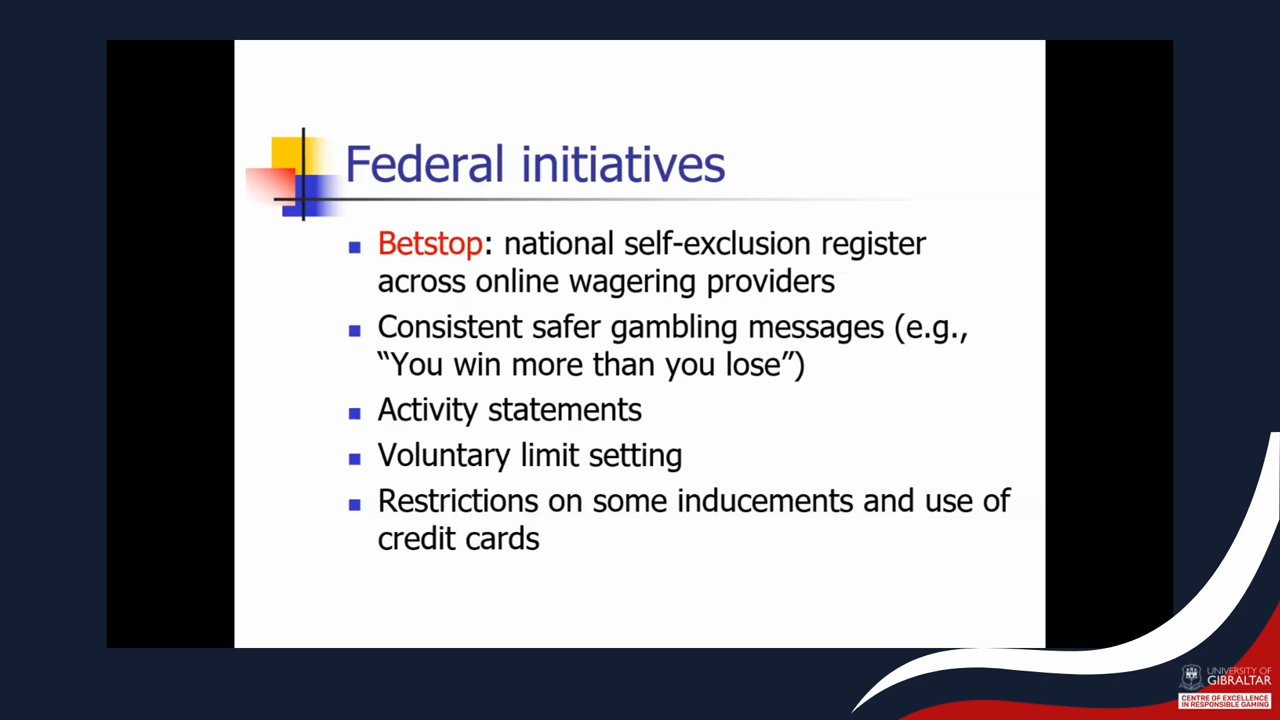 Federal initiatives
Betstop: national self-exclusion register
across online wagering providers
Consistent safer gambling messages (e.g.,
“You win more than you lose”)
Activity statements
Voluntary limit setting
Restrictions on some inducements and use of
credit cards
UNIVERSITY OF
GIBRALTAR
CENTRE OF EXCELLENCE
IN RESPONSIBLE GAMING